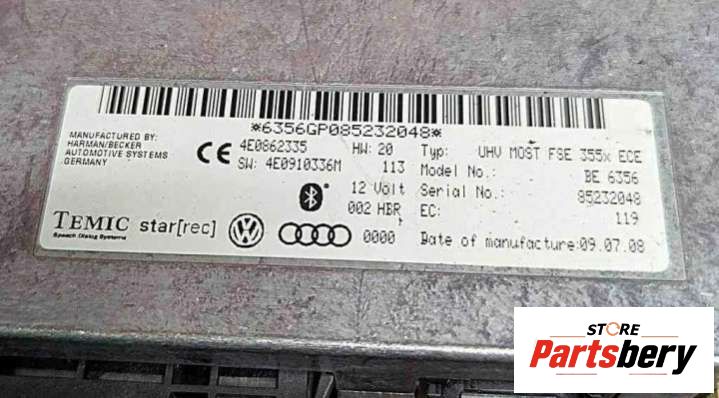 *6356GP085232048*
MANUFACTURED BY:
HARMAN/BECKER
AUTOMOTIVE SYSTEMS
GERMANY
CE
4E0862335 HW: 20
SW: 4E0910336M 113
12 Volt
002 HBR
0000
Typ: UHV MOST FSE 355x ECE
Model No.: BE 6356
Serial No.: 85232048
EC: 119
Date of manufacture: 09.07.08
TEMIC
Speech Dialog Systems
star[rec]
STORE
Partsbery